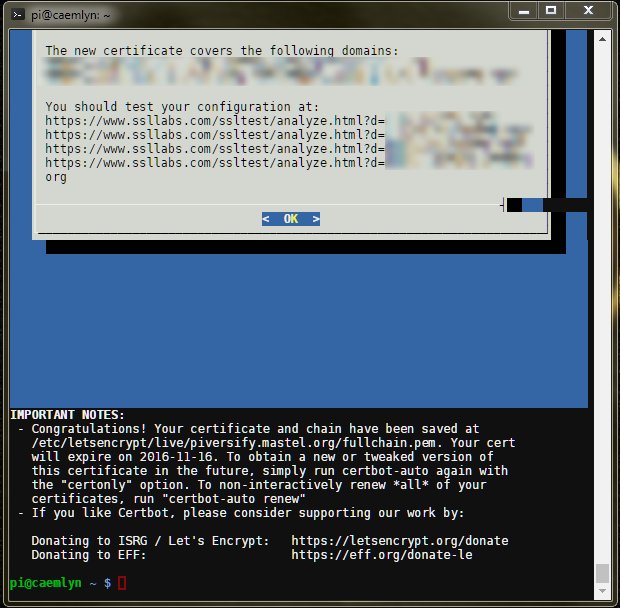 pi@caemlyn: ~
The new certificate covers the following domains:
You should test your configuration at:
https://www.ssllabs.com/ssltest/analyze.html?d=
https://www.ssllabs.com/ssltest/analyze.html?d=
https://www.ssllabs.com/ssltest/analyze.html?d=
https://www.ssllabs.com/ssltest/analyze.html?d=
org
< OK >
IMPORTANT NOTES:
- Congratulations! Your certificate and chain have been saved at
/etc/letsencrypt/live/piversify.mastel.org/fullchain.pem. Your cert
will expire on 2016-11-16. To obtain a new or tweaked version of
this certificate in the future, simply run certbot-auto again with
the "certonly" option. To non-interactively renew *all* of your
certificates, run "certbot-auto renew"
- If you like Certbot, please consider supporting our work by:
Donating to ISRG / Let's Encrypt: https://letsencrypt.org/donate
Donating to EFF: https://eff.org/donate-le
pi@caemlyn ~ $